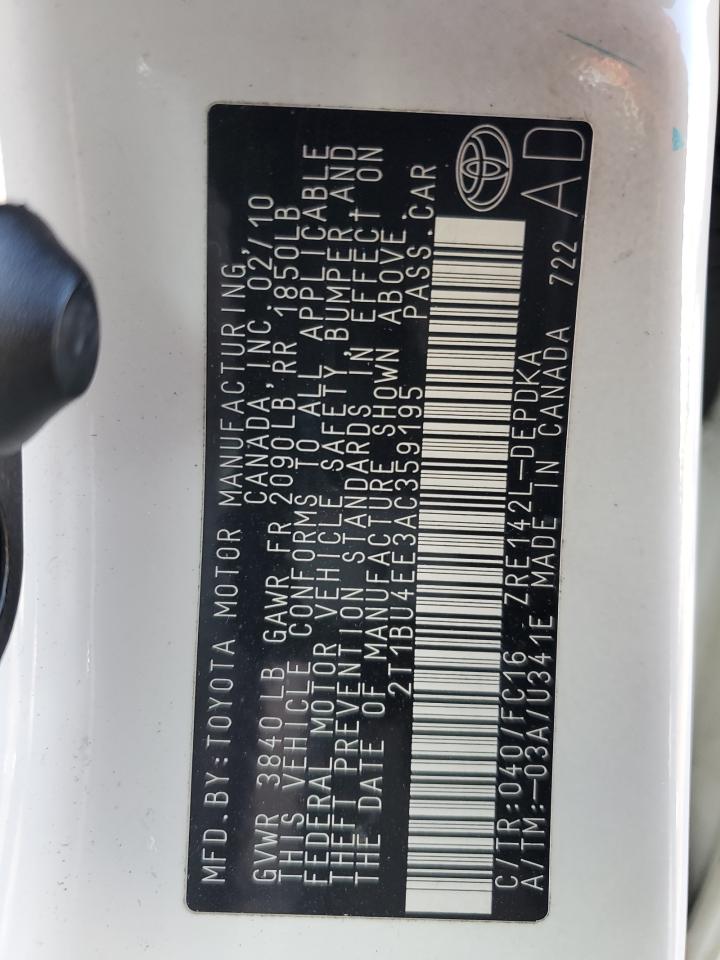 MFD.BY:TOYOTA MOTOR MANUFACTURING,
CANADA, INC. 02/10
GVWR 3840LB GAWR FR 2090LB,RR 1850LB
THIS VEHICLE CONFORMS TO ALL APPLICABLE
FEDERAL MOTOR VEHICLE SAFETY, BUMPER,AND
THEFT PREVENTION STANDARDS IN EFFECT ON
THE DATE OF MANUFACTURE SHOWN ABOVE.
2T1BU4EE3AC359195 PASS.CAR
C/TR:040/FC16 ZRE142L-DEPDKA
A/TM:-03A/U341E MADE IN CANADA 722 AD